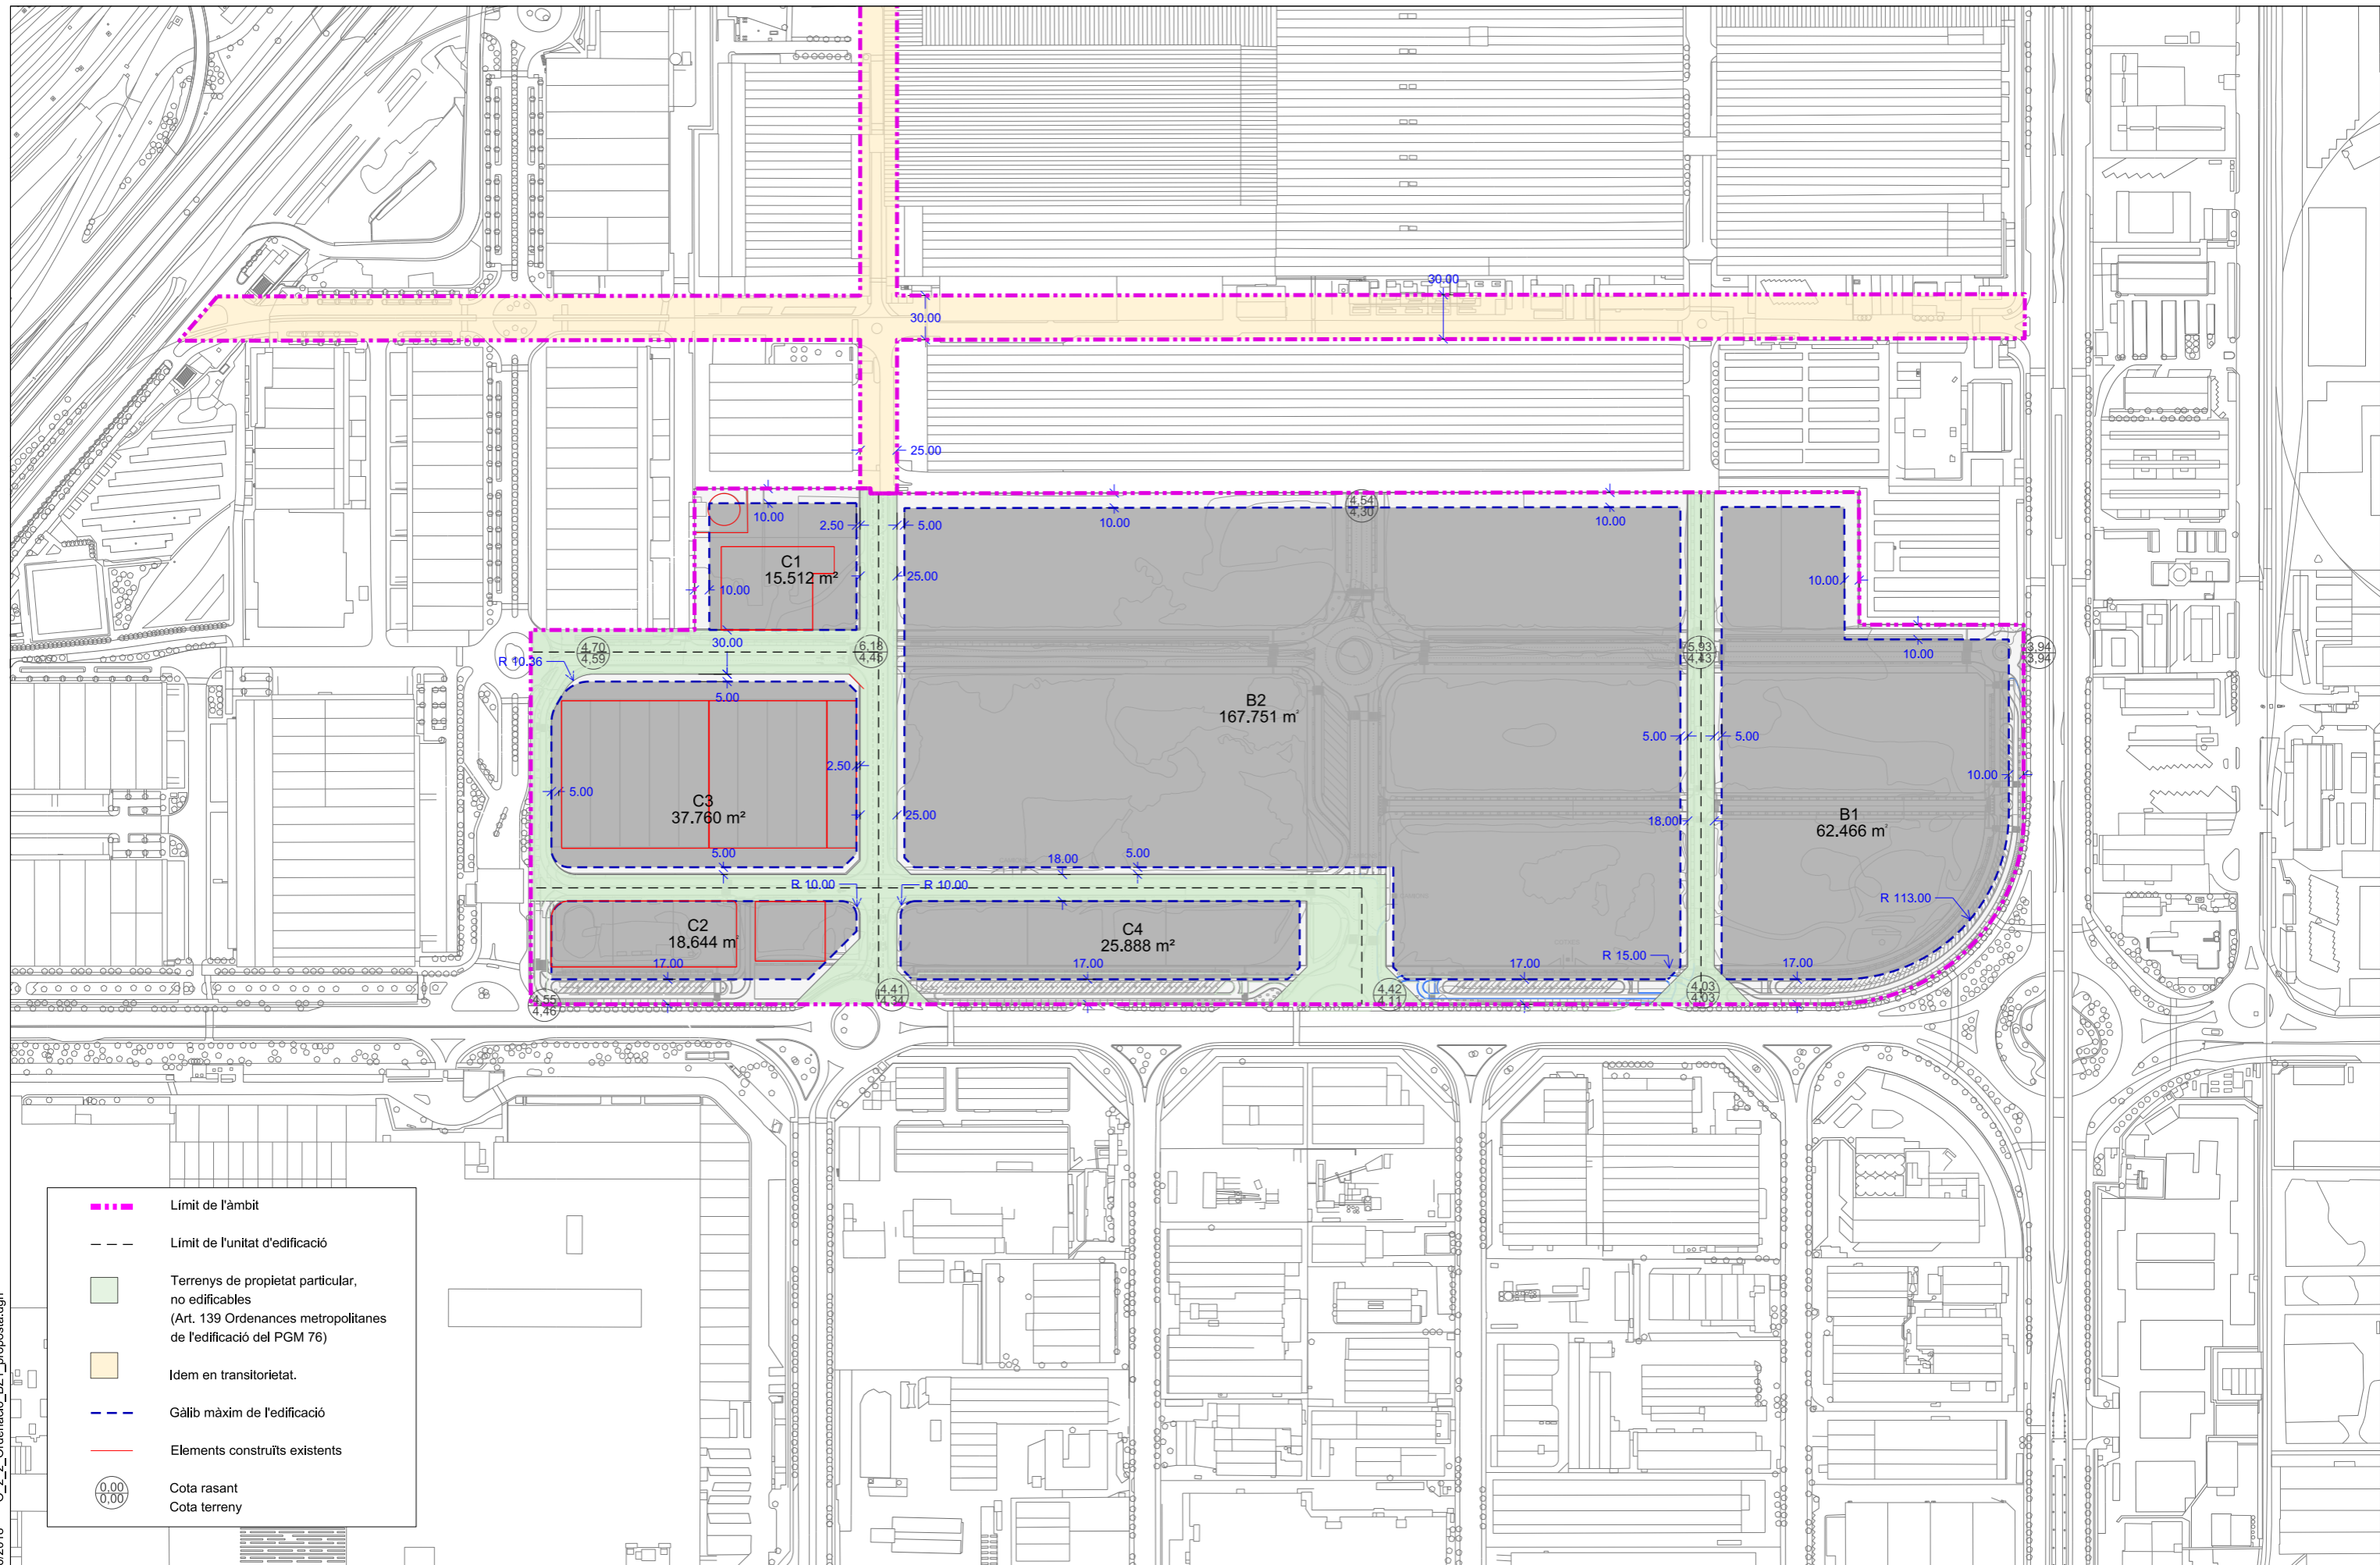 30.00
30.00
25.00
10.00
2.50
5.00
10.00
4,54
4,30
10.00
C1
15.512 m²
25.00
10.00
10.00
30.00
4,70
4,59
6,18
4,45
5,93
4,43
3,94
3,94
10.00
R 10.36
5.00
B2
167.751 m²
5.00
5.00
2.50
10.00
5.00
C3
37.760 m²
25.00
18.00
B1
62.466 m²
5.00
18.00
5.00
R 10.00
R 10.00
R 113.00
C2
18.644 m²
C4
25.888 m²
17.00
17.00
17.00
R 15.00
17.00
4,55
4,46
4,41
4,34
4,42
4,11
4,03
4,03
Límit de l'àmbit
Límit de l'unitat d'edificació
Terrenys de propietat particular,
no edificables
(Art. 139 Ordenances metropolitanes
de l'edificació del PGM 76)
Idem en transitorietat.
Gàlib màxim de l'edificació
Elements construïts existents
0,00
0,00
Cota rasant
Cota terreny